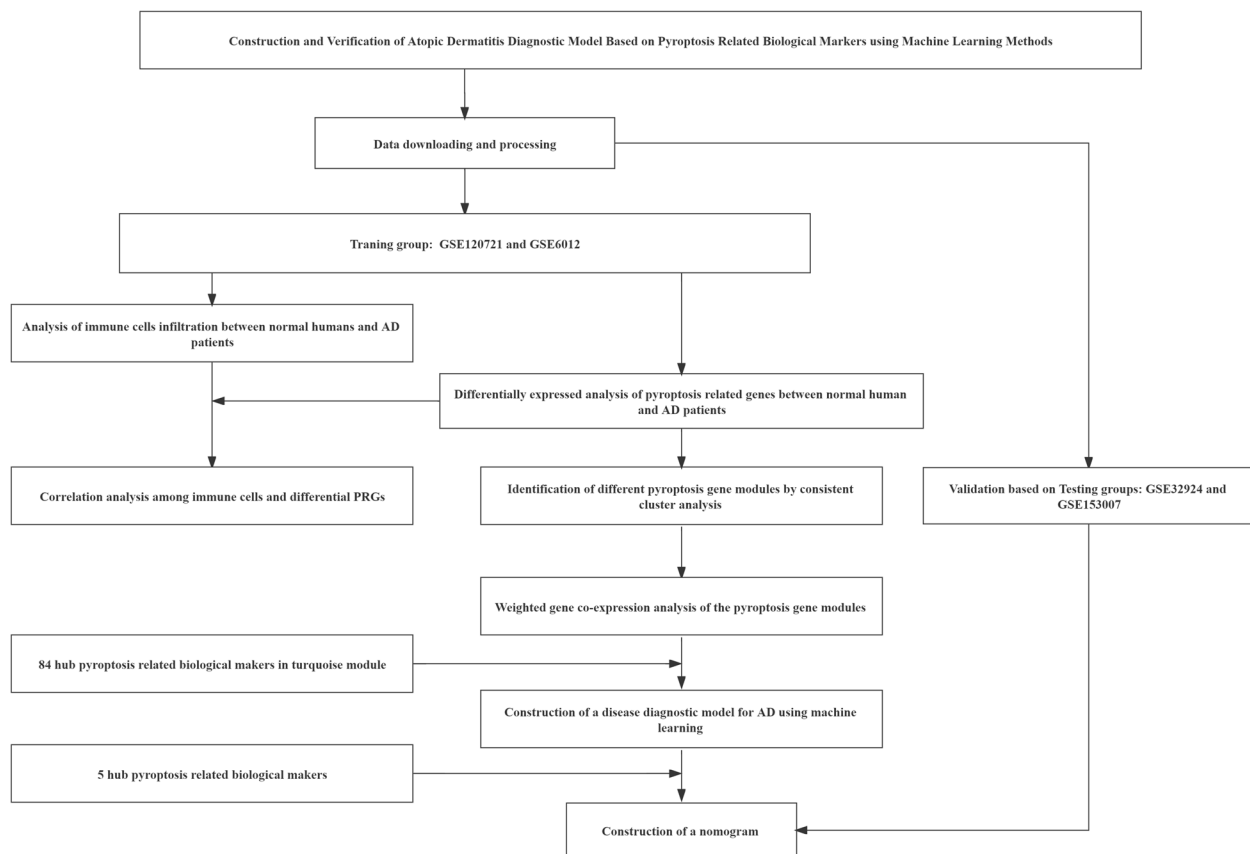 Construction and Verification of Atopic Dermatitis Diagnostic Model Based on Pyroptosis Related Biological Markers using Machine Learning Methods
Data downloading and processing
Traning group:  GSE120721 and GSE6012
Analysis of immune cells infiltration between normal humans and AD
patients
Differentially expressed analysis of pyroptosis related genes between normal human
and AD patients
Correlation analysis among immune cells and differential PRGs
Identification of different pyroptosis gene modules by consistent
cluster analysis
Validation based on Testing groups: GSE32924 and
GSE153007
Weighted gene co-expression analysis of the pyroptosis gene modules
84 hub pyroptosis related biological makers in turquoise module
Construction of a disease diagnostic model for AD using machine
learning
5 hub pyroptosis related biological makers
Construction of a nomogram